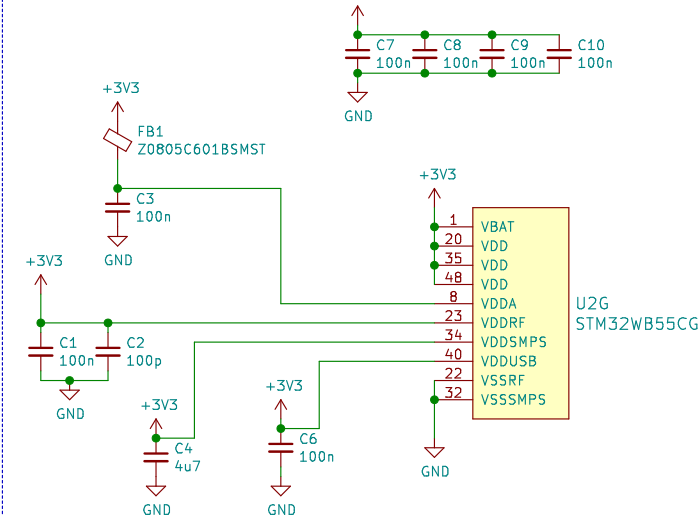 C7
100n
C8
100n
C9
100n
C10
100n
GND
+3V3
FB1
Z0805C601BSMST
C3
100n
GND
+3V3
1 VBAT
20 VDD
35 VDD
48 VDD
8 VDDA
23 VDDRF
34 VDDSMPS
40 VDDUSB
22 VSSRF
32 VSSSMPS
U2G
STM32WB55CG
GND
+3V3
C1
100n
C2
100p
GND
+3V3
C4
4u7
GND
+3V3
C6
100n
GND